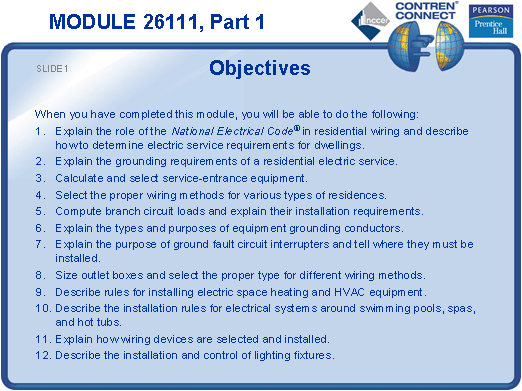 MODULE 26111, Part 1
nccer
CONTREN®
CONNECT
PEARSON
Prentice
Hall
SLIDE 1
Objectives
When you have completed this module, you will be able to do the following:
1. Explain the role of the National Electrical Code® in residential wiring and describe
how to determine electric service requirements for dwellings.
2. Explain the grounding requirements of a residential electric service.
3. Calculate and select service-entrance equipment.
4. Select the proper wiring methods for various types of residences.
5. Compute branch circuit loads and explain their installation requirements.
6. Explain the types and purposes of equipment grounding conductors.
7. Explain the purpose of ground fault circuit interrupters and tell where they must be
installed.
8. Size outlet boxes and select the proper type for different wiring methods.
9. Describe rules for installing electric space heating and HVAC equipment.
10. Describe the installation rules for electrical systems around swimming pools, spas,
and hot tubs.
11. Explain how wiring devices are selected and installed.
12. Describe the installation and control of lighting fixtures.